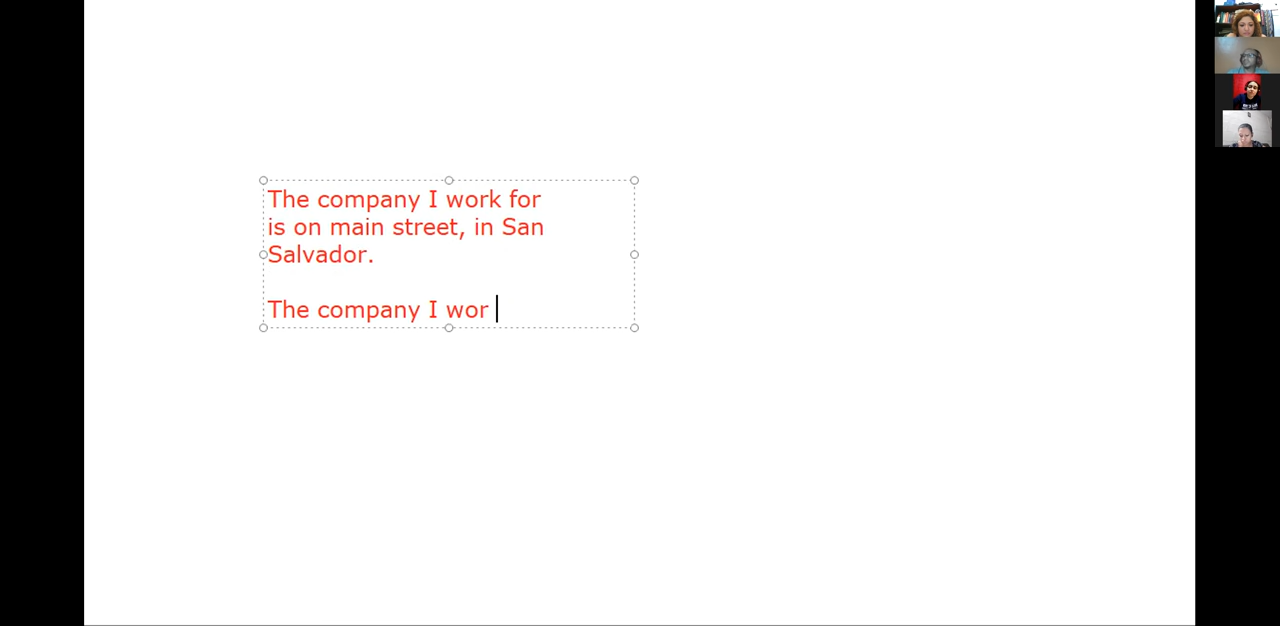 The company I work for
is on main street, in San
Salvador.
The company I wor